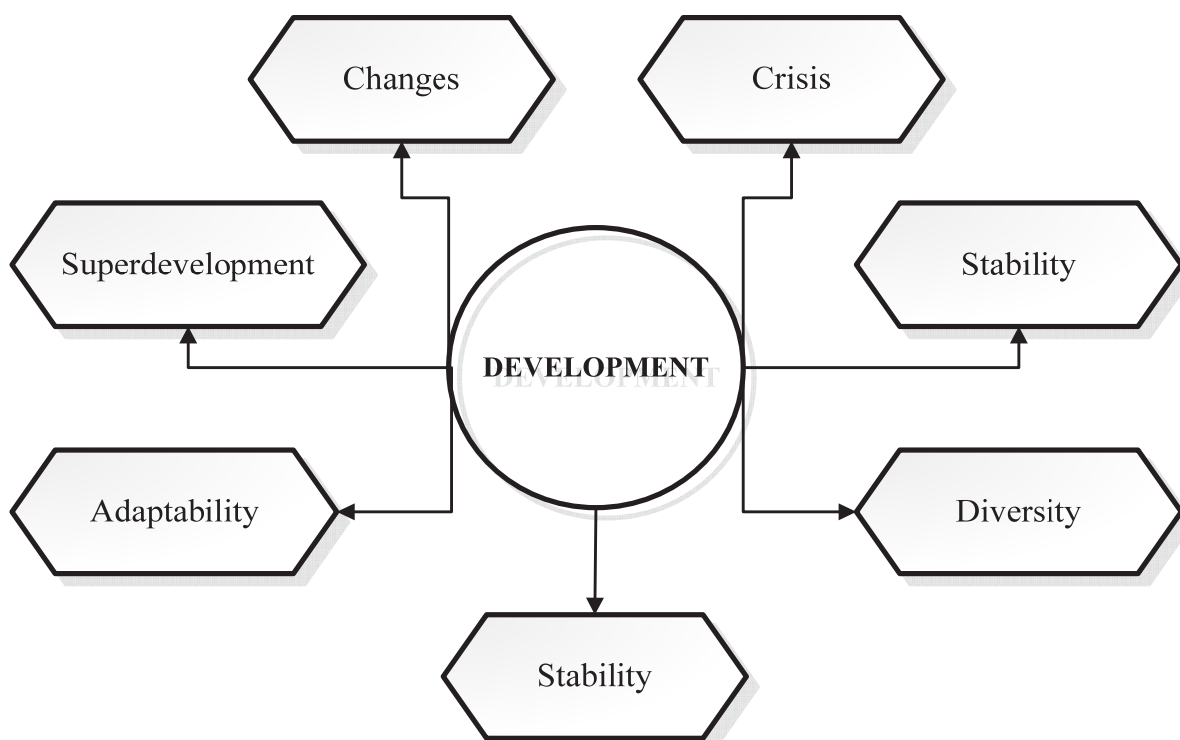 Changes
Crisis
Superdevelopment
Stability
DEVELOPMENT
Adaptability
Diversity
Stability